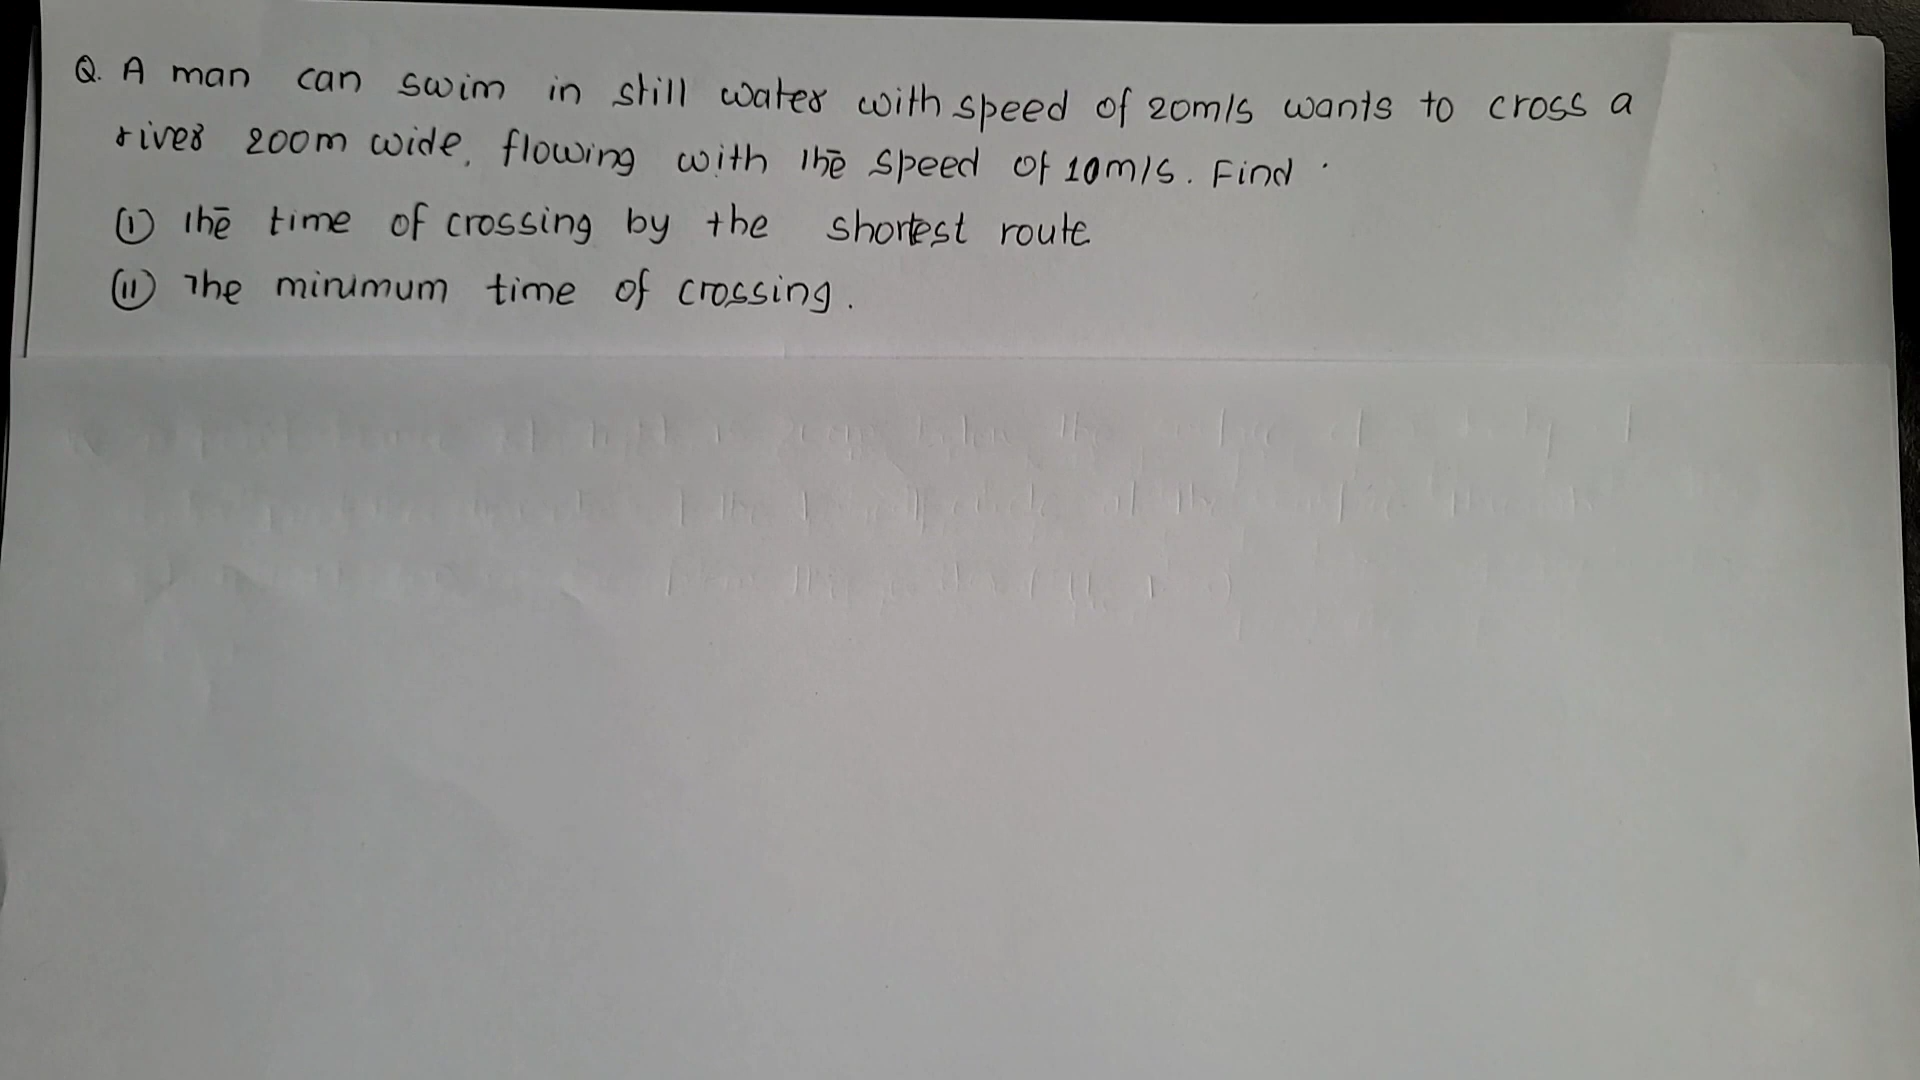 Q. A man can swim in still water with speed of 20m/s wants to cross a
river 200m wide, flowing with the speed of 10m/s. Find.
(i) The time of crossing by the shortest route
(ii) The minimum time of crossing.